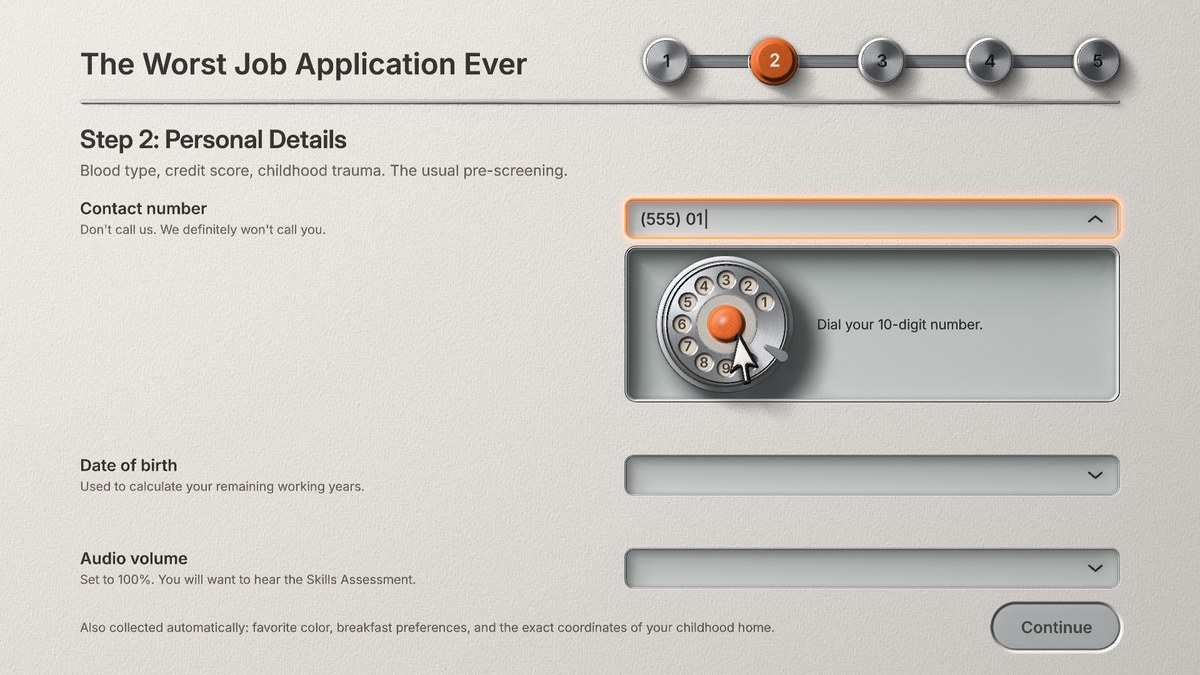 The Worst Job Application Ever
1 2 3 4 5
Step 2: Personal Details
Blood type, credit score, childhood trauma. The usual pre-screening.
Contact number
Don't call us. We definitely won't call you.
(555) 01
1
2
3
4
5
6
7
8
9
Dial your 10-digit number.
Date of birth
Used to calculate your remaining working years.
Audio volume
Set to 100%. You will want to hear the Skills Assessment.
Also collected automatically: favorite color, breakfast preferences, and the exact coordinates of your childhood home.
Continue